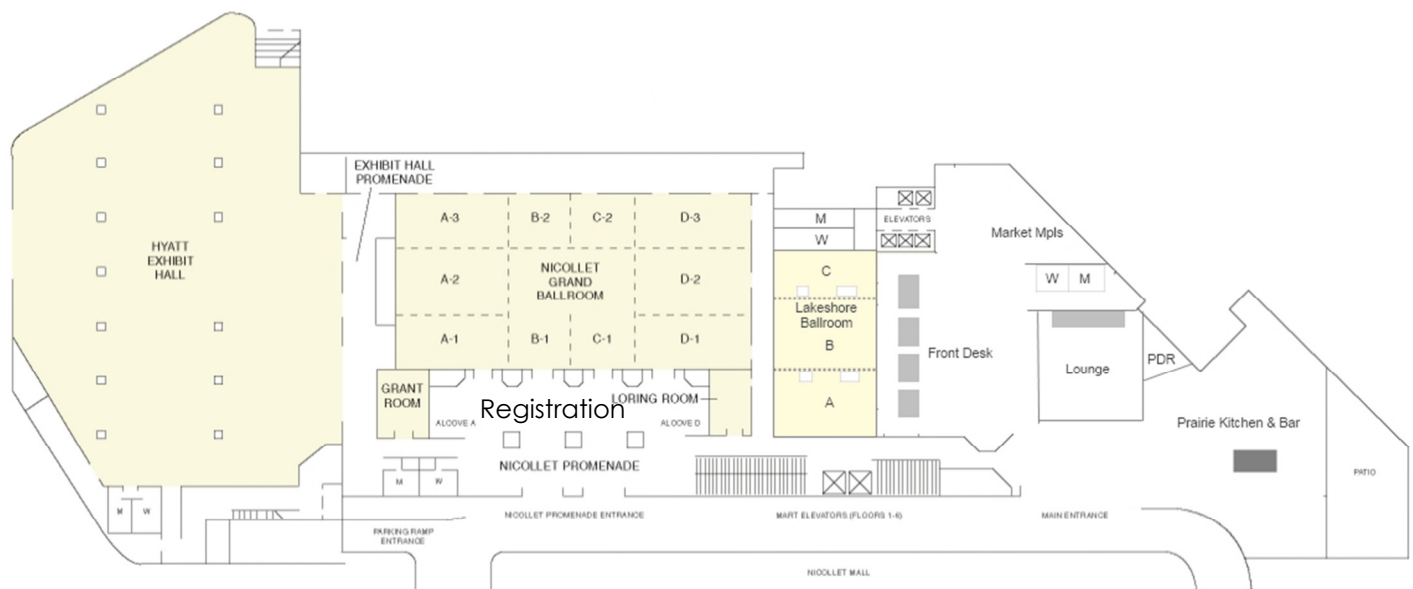 EXHIBIT HALL
PROMENADE
HYATT
EXHIBIT
HALL
A-3
B-2
C-2
D-3
A-2
NICOLLET
GRAND
BALLROOM
D-2
A-1
B-1
C-1
D-1
GRANT
ROOM
LORING ROOM
Registration
ALCOVE A
ALCOVE D
NICOLLET PROMENADE
M
W
M
W
NICOLLET PROMENADE ENTRANCE
PARKING RAMP
ENTRANCE
M
W
ELEVATORS
C
Lakeshore
Ballroom
B
A
Front Desk
Market Mpls
W
M
Lounge
PDR
Prairie Kitchen & Bar
PATIO
MART ELEVATORS (FLOORS 1-6)
MAIN ENTRANCE
NICOLLET MALL